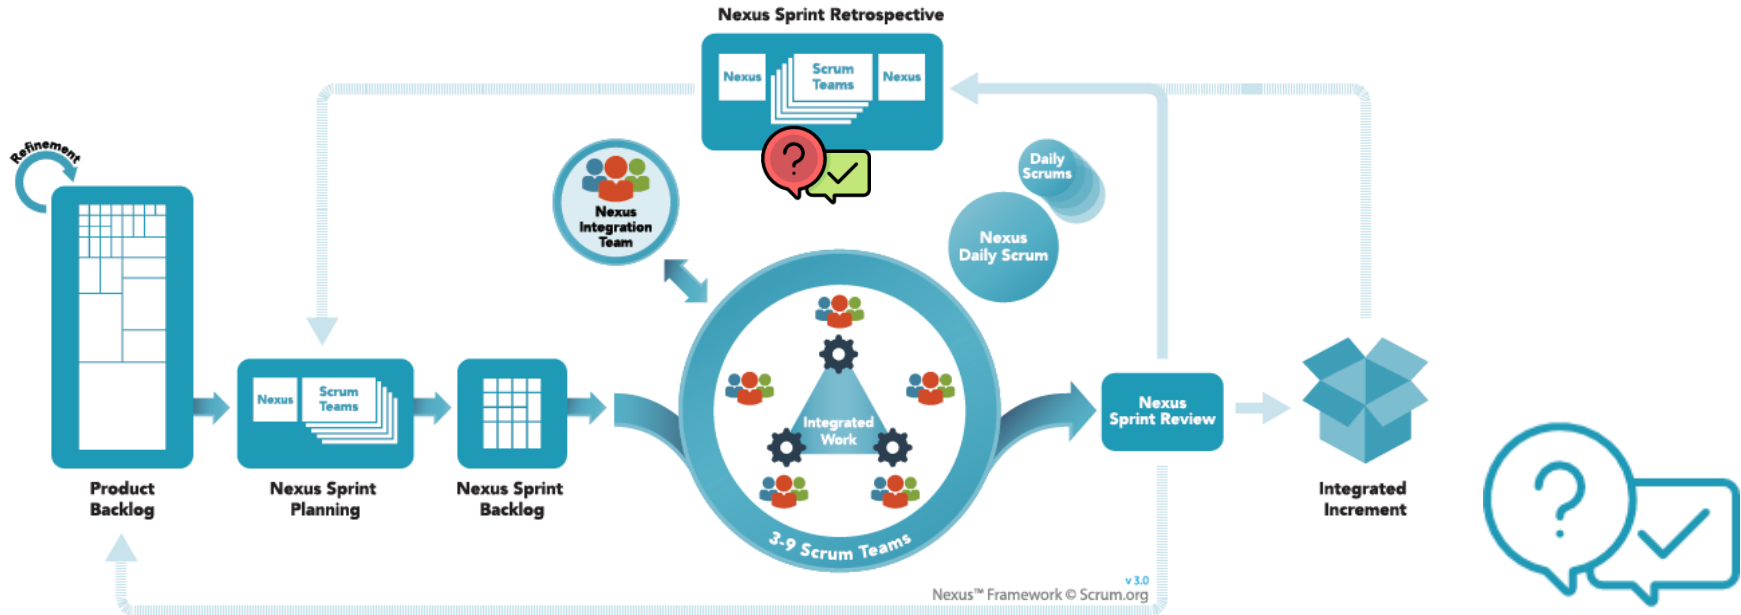 Nexus Sprint Retrospective
Nexus
Scrum
Teams
Nexus
Refinement
Daily
Scrums
Nexus
Integration
Team
Nexus
Daily Scrum
Nexus
Scrum
Teams
Integrated
Work
Nexus
Sprint Review
Product
Backlog
Nexus Sprint
Planning
Nexus Sprint
Backlog
Integrated
Increment
3-9 Scrum Teams
v 3.0
Nexus™ Framework © Scrum.org